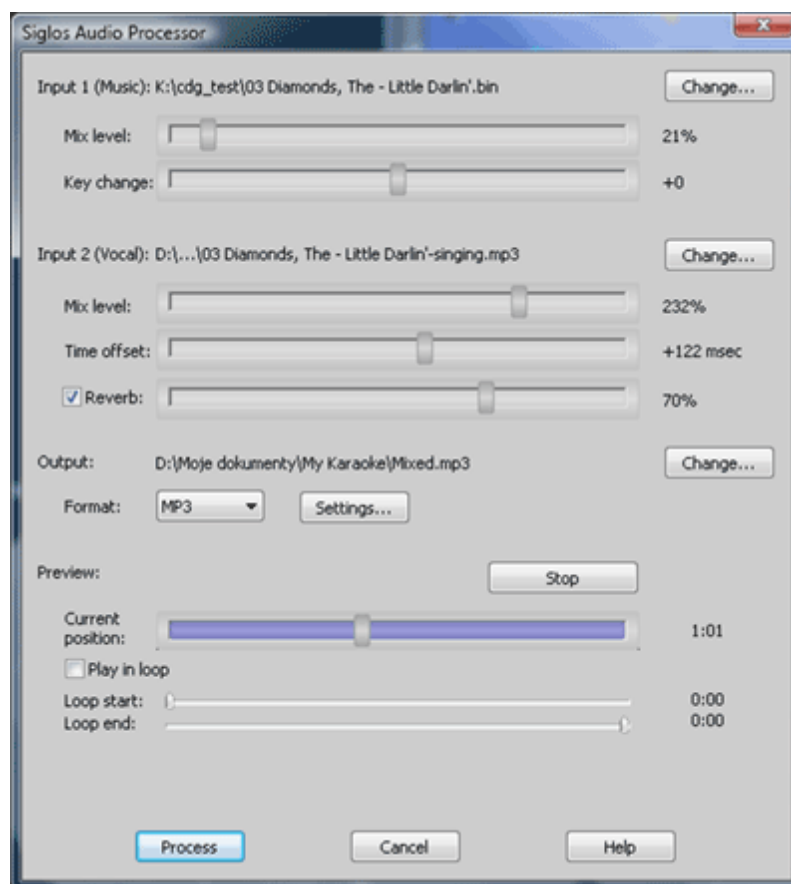 Siglos Audio Processor
Input 1 (Music): K:\cdg_test\03 Diamonds, The - Little Darlin'.bin Change...
Mix level: 21%
Key change: +0
Input 2 (Vocal): D:\...\03 Diamonds, The - Little Darlin'-singing.mp3 Change...
Mix level: 232%
Time offset: +122 msec
Reverb: 70%
Output: D:\Moje dokumenty\My Karaoke\Mixed.mp3 Change...
Format: MP3 Settings...
Preview: Stop
Current
position: 1:01
Play in loop
Loop start: 0:00
Loop end: 0:00
Process Cancel Help